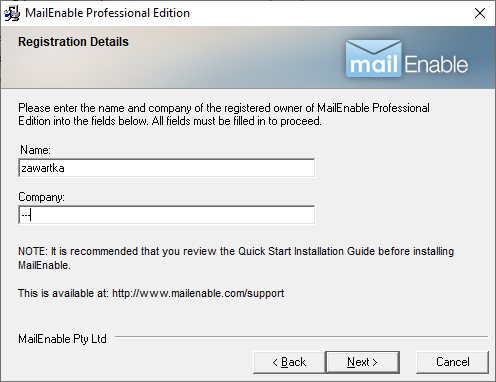 MailEnable Professional Edition
Registration Details
mail Enable
Please enter the name and company of the registered owner of MailEnable Professional
Edition into the fields below. All fields must be filled in to proceed.
Name:
zawartka
Company:
---
NOTE: It is recommended that you review the Quick Start Installation Guide before installing
MailEnable.
This is available at: http://www.mailenable.com/support
MailEnable Pty Ltd
< Back Next > Cancel